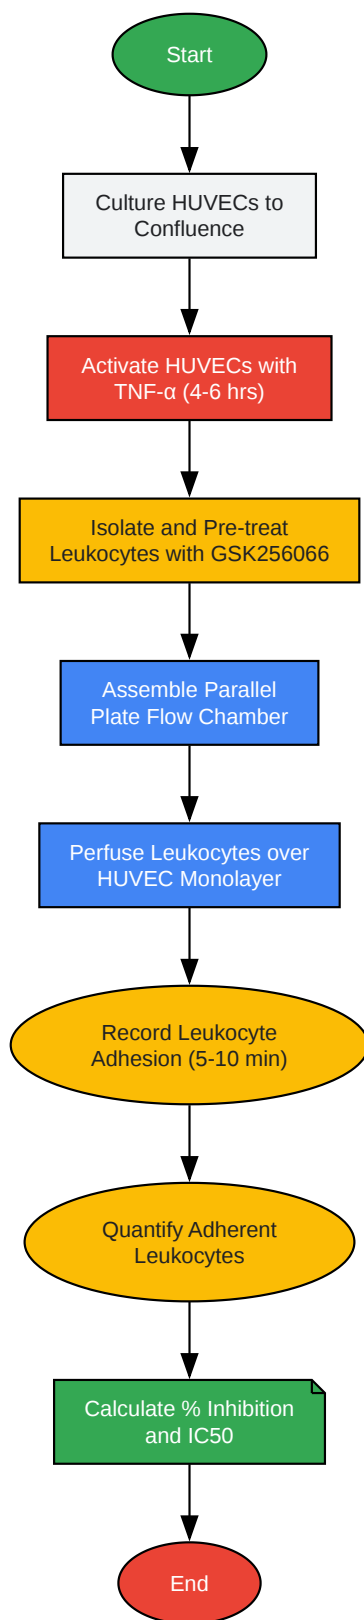 Start
Culture HUVECs to
Confluence
Activate HUVECs with
TNF-α (4-6 hrs)
Isolate and Pre-treat
Leukocytes with GSK256066
Assemble Parallel
Plate Flow Chamber
Perfuse Leukocytes over
HUVEC Monolayer
Record Leukocyte
Adhesion (5-10 min)
Quantify Adherent
Leukocytes
Calculate % Inhibition
and IC50
End